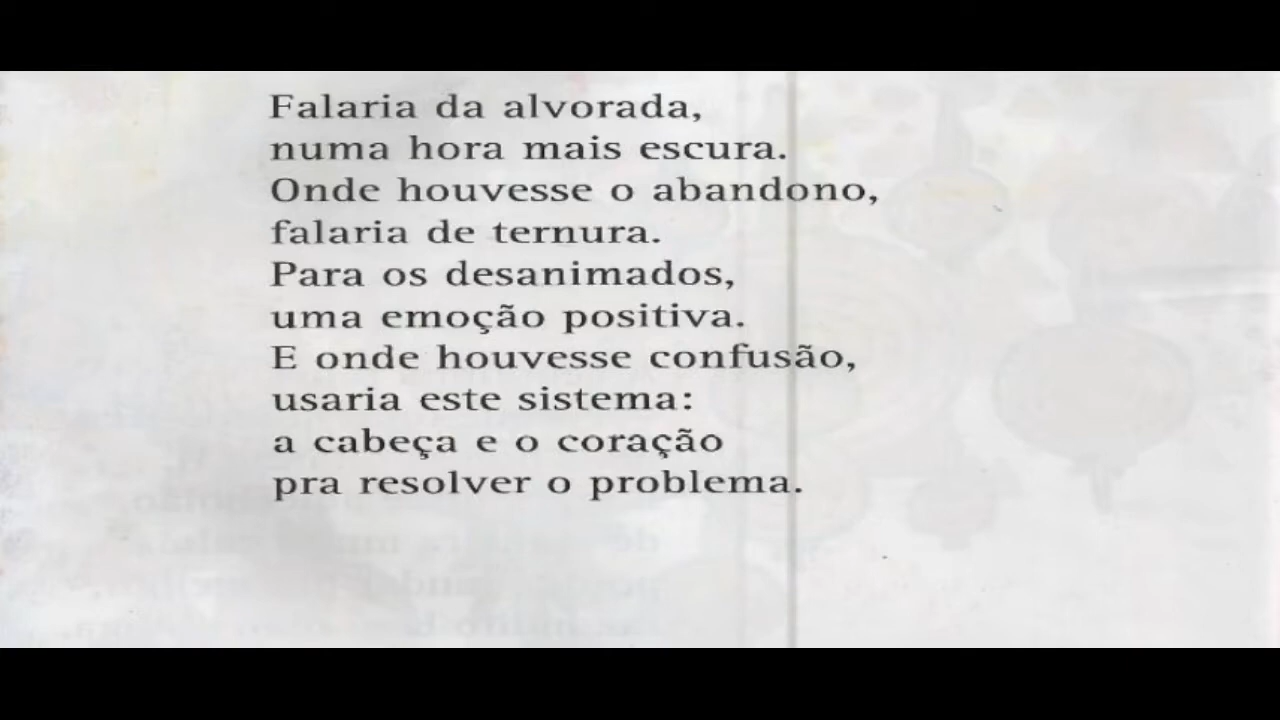 Falaria da alvorada,
numa hora mais escura.
Onde houvesse o abandono,
falaria de ternura.
Para os desanimados,
uma emoção positiva.
E onde houvesse confusão,
usaria este sistema:
a cabeça e o coração
pra resolver o problema.